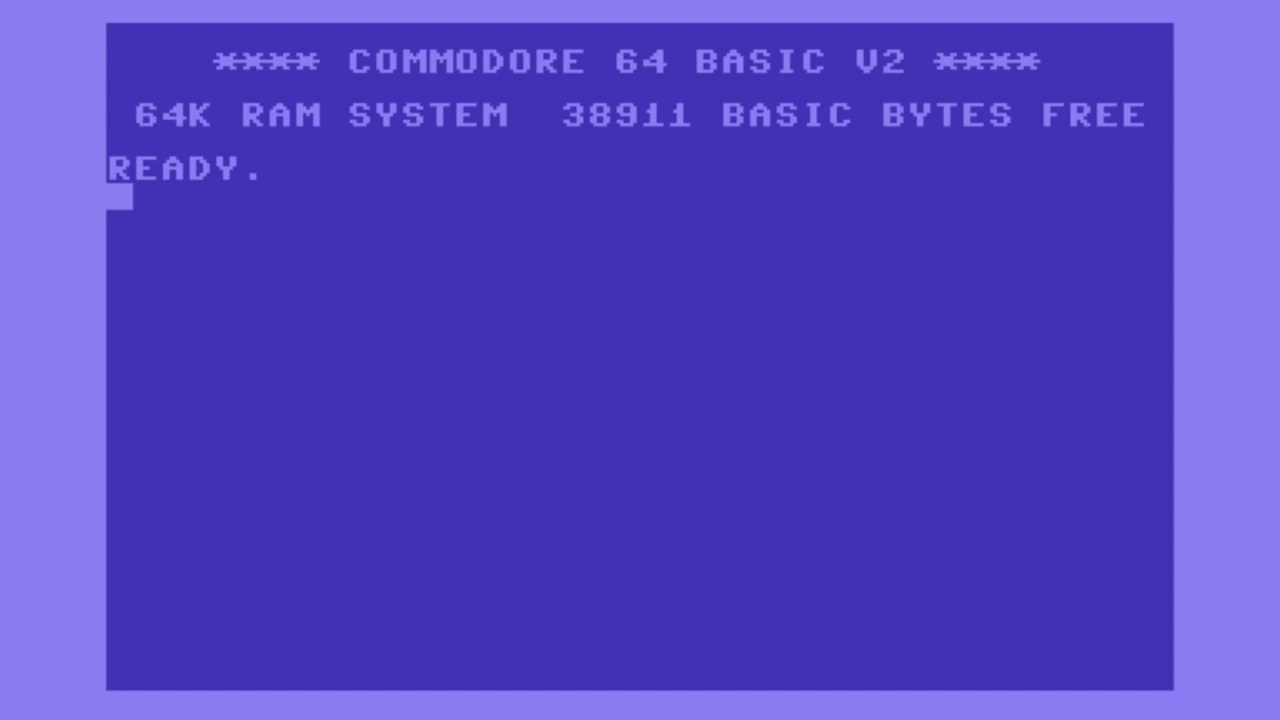 **** COMMODORE 64 BASIC V2 ****
64K RAM SYSTEM  38911 BASIC BYTES FREE
READY.